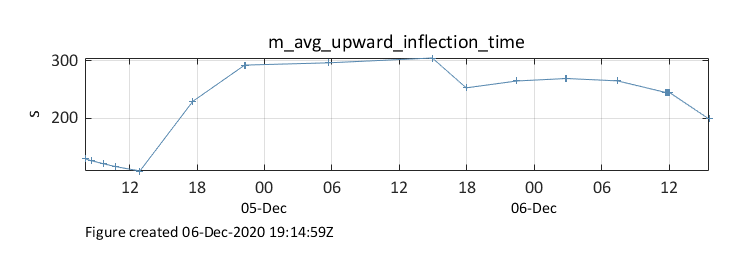 m_avg_upward_inflection_time
300
200
s
12 18 00 06 12 18 00 06 12
05-Dec 06-Dec
Figure created 06-Dec-2020 19:14:59Z